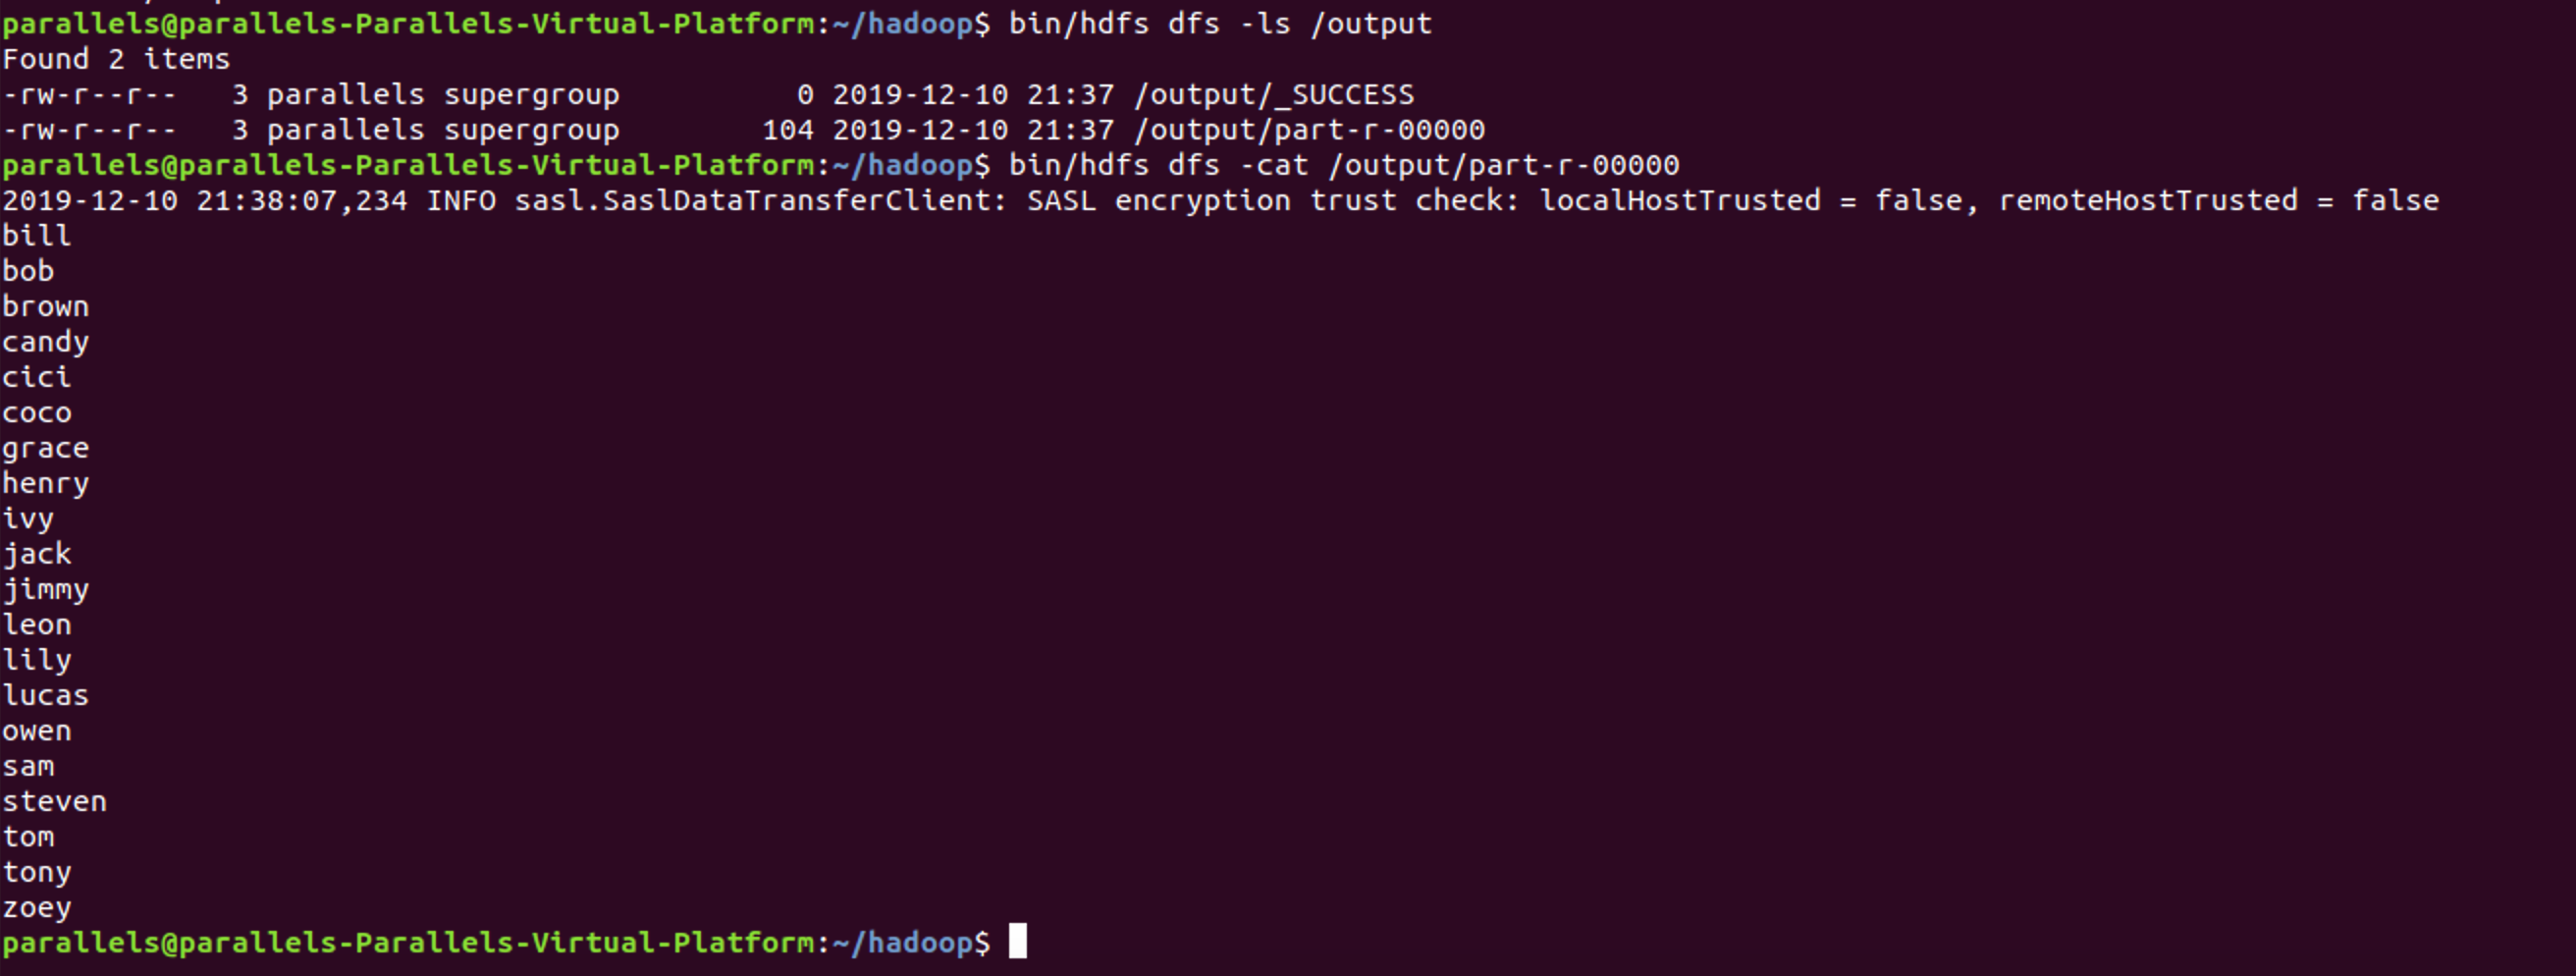 parallels@parallels-Parallels-Virtual-Platform:~/hadoop$ bin/hdfs dfs -ls /output
Found 2 items
-rw-r--r--   3 parallels supergroup          0 2019-12-10 21:37 /output/_SUCCESS
-rw-r--r--   3 parallels supergroup        104 2019-12-10 21:37 /output/part-r-00000
parallels@parallels-Parallels-Virtual-Platform:~/hadoop$ bin/hdfs dfs -cat /output/part-r-00000
2019-12-10 21:38:07,234 INFO sasl.SaslDataTransferClient: SASL encryption trust check: localHostTrusted = false, remoteHostTrusted = false
bill
bob
brown
candy
cici
coco
grace
henry
ivy
jack
jimmy
leon
lily
lucas
owen
sam
steven
tom
tony
zoey
parallels@parallels-Parallels-Virtual-Platform:~/hadoop$